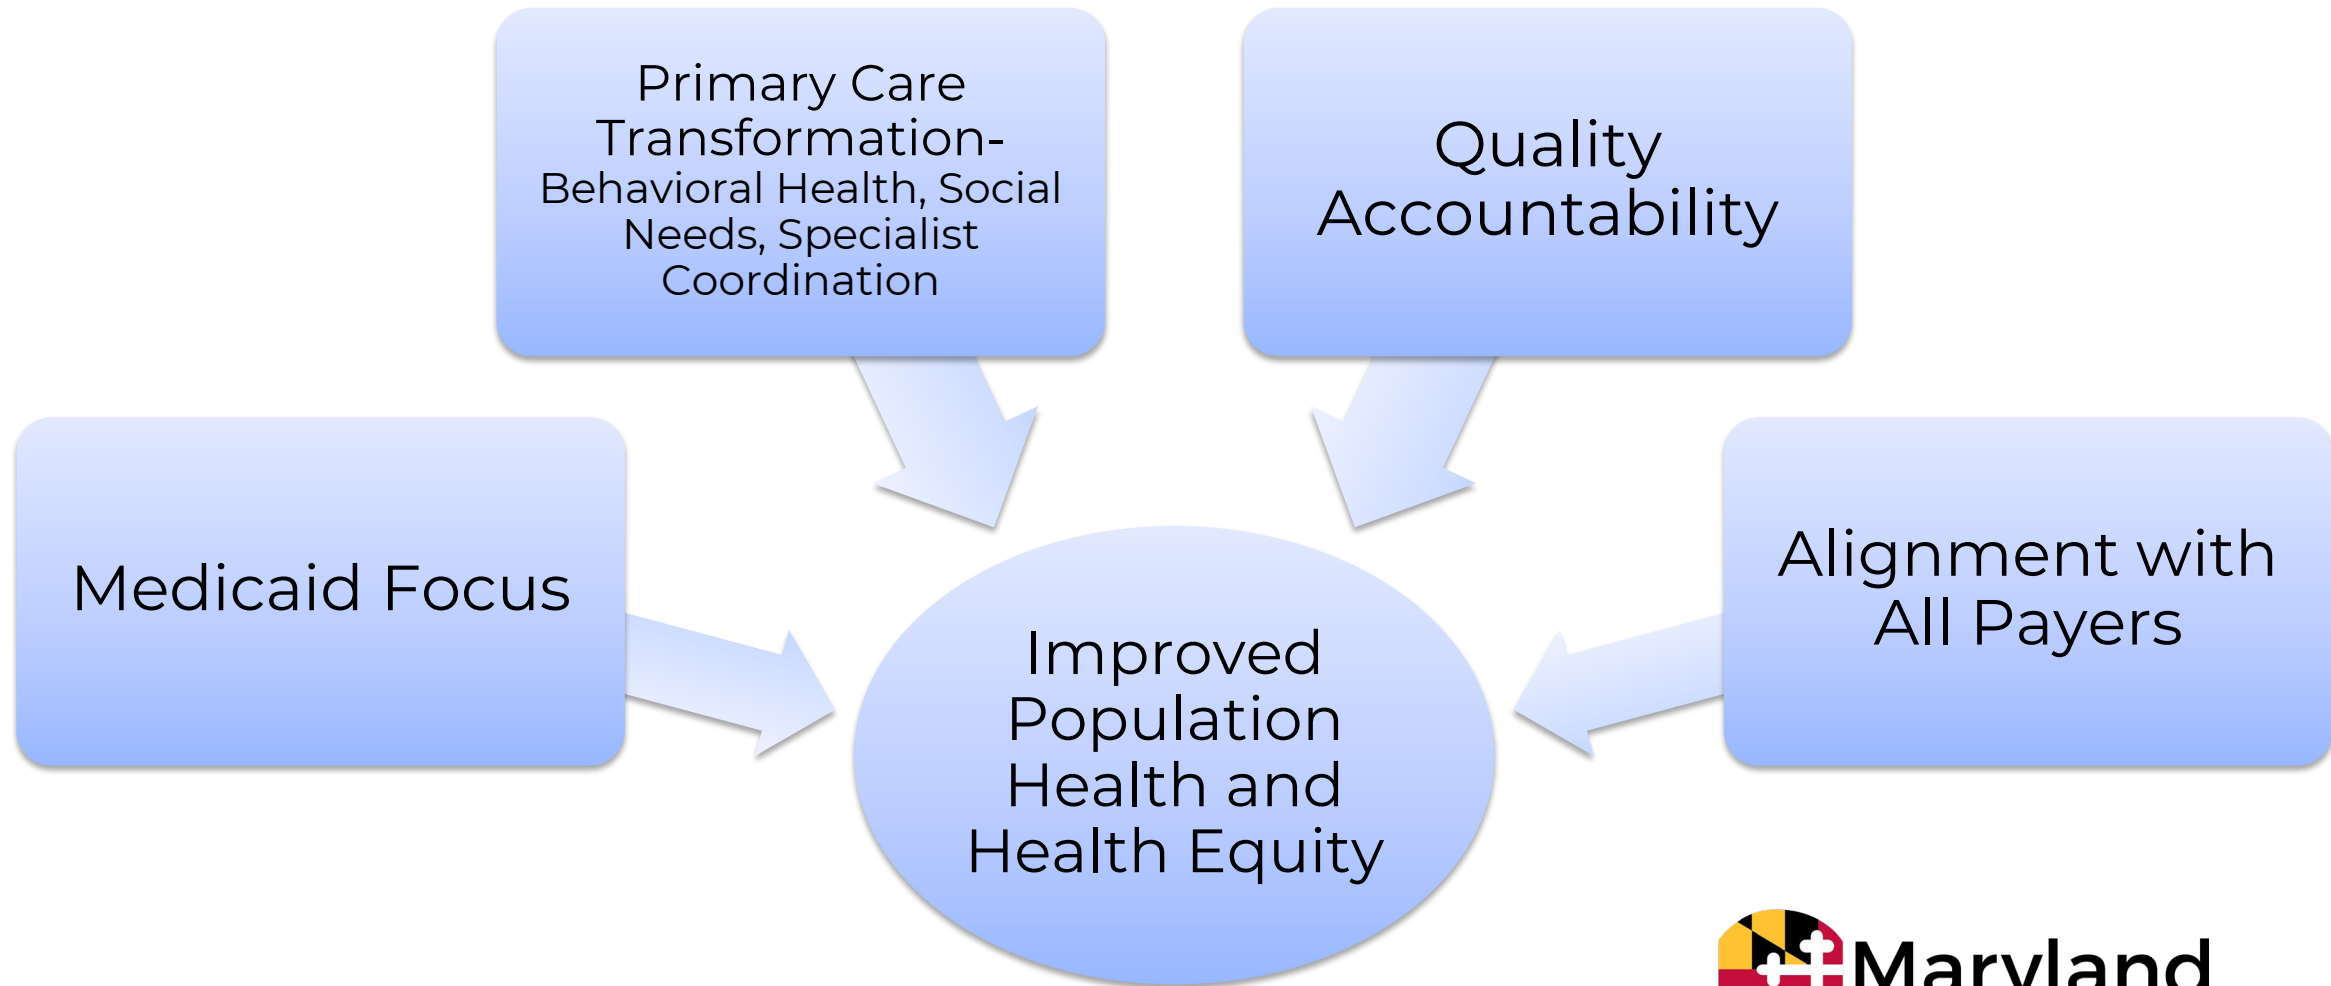 Primary Care
Transformation-
Behavioral Health, Social
Needs, Specialist
Coordination
Quality
Accountability
Medicaid Focus
Alignment with
All Payers
Improved
Population
Health and
Health Equity
Maryland